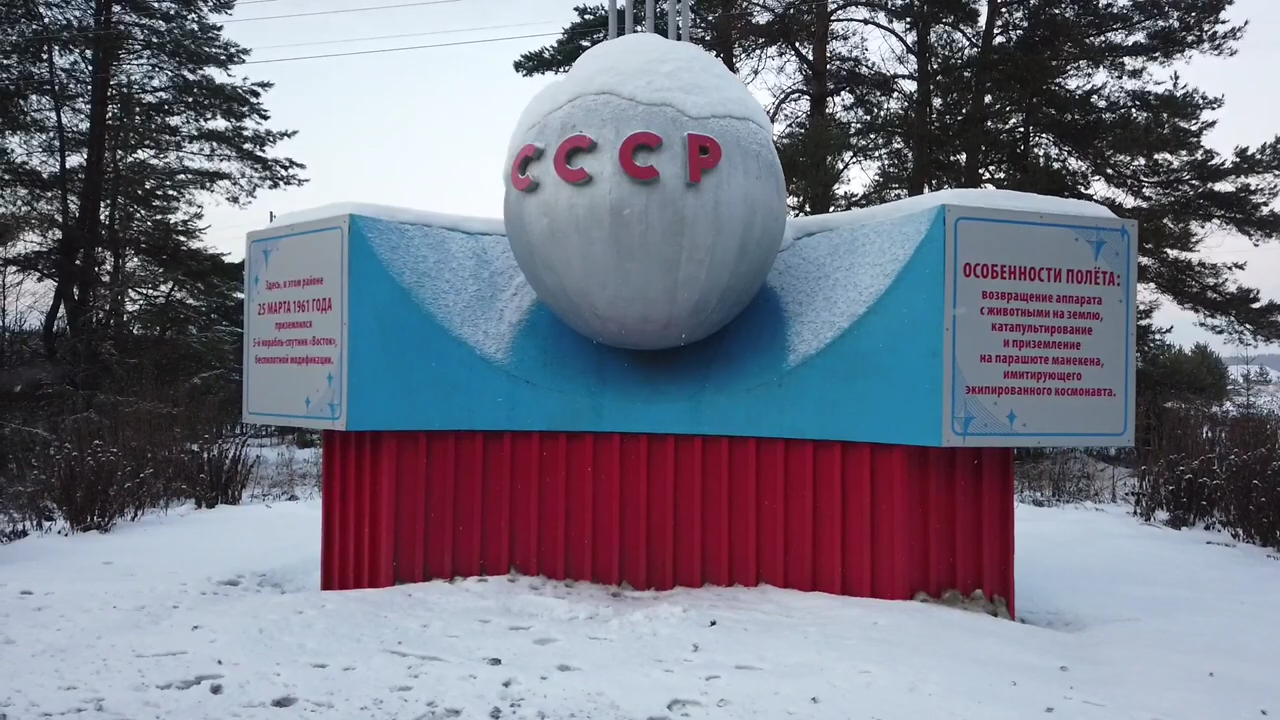 СССР
Здесь, в этом районе
25 МАРТА 1961 ГОДА
приземлился
5-й корабль-спутник «Восток»,
беспилотной модификации.
ОСОБЕННОСТИ ПОЛЁТА:
возвращение аппарата
с животными на землю,
катапультирование
и приземление
на парашюте манекена,
имитирующего
экипированного космонавта.